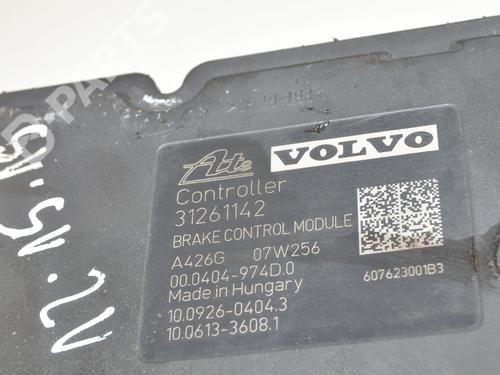 Ate VOLVO
Controller
31261142
BRAKE CONTROL MODULE
A426G 07W256
00.0404-974D.0
Made in Hungary
10.0926-0404.3
10.0613-3608.1
607623001B3